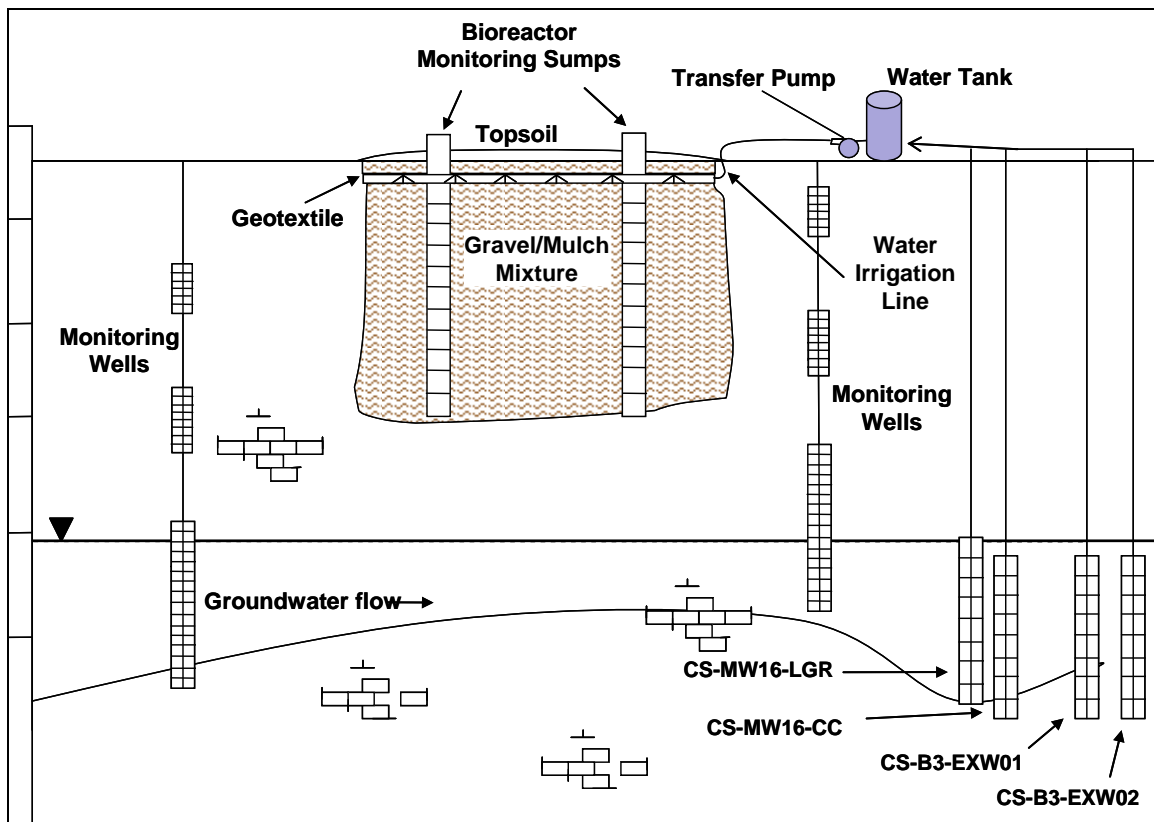 Bioreactor
Monitoring Sumps
Transfer Pump
Water Tank
Topsoil
Geotextile
Gravel/Mulch
Mixture
Water
Irrigation
Line
Monitoring
Wells
Monitoring
Wells
Groundwater flow
CS-MW16-LGR
CS-MW16-CC
CS-B3-EXW01
CS-B3-EXW02